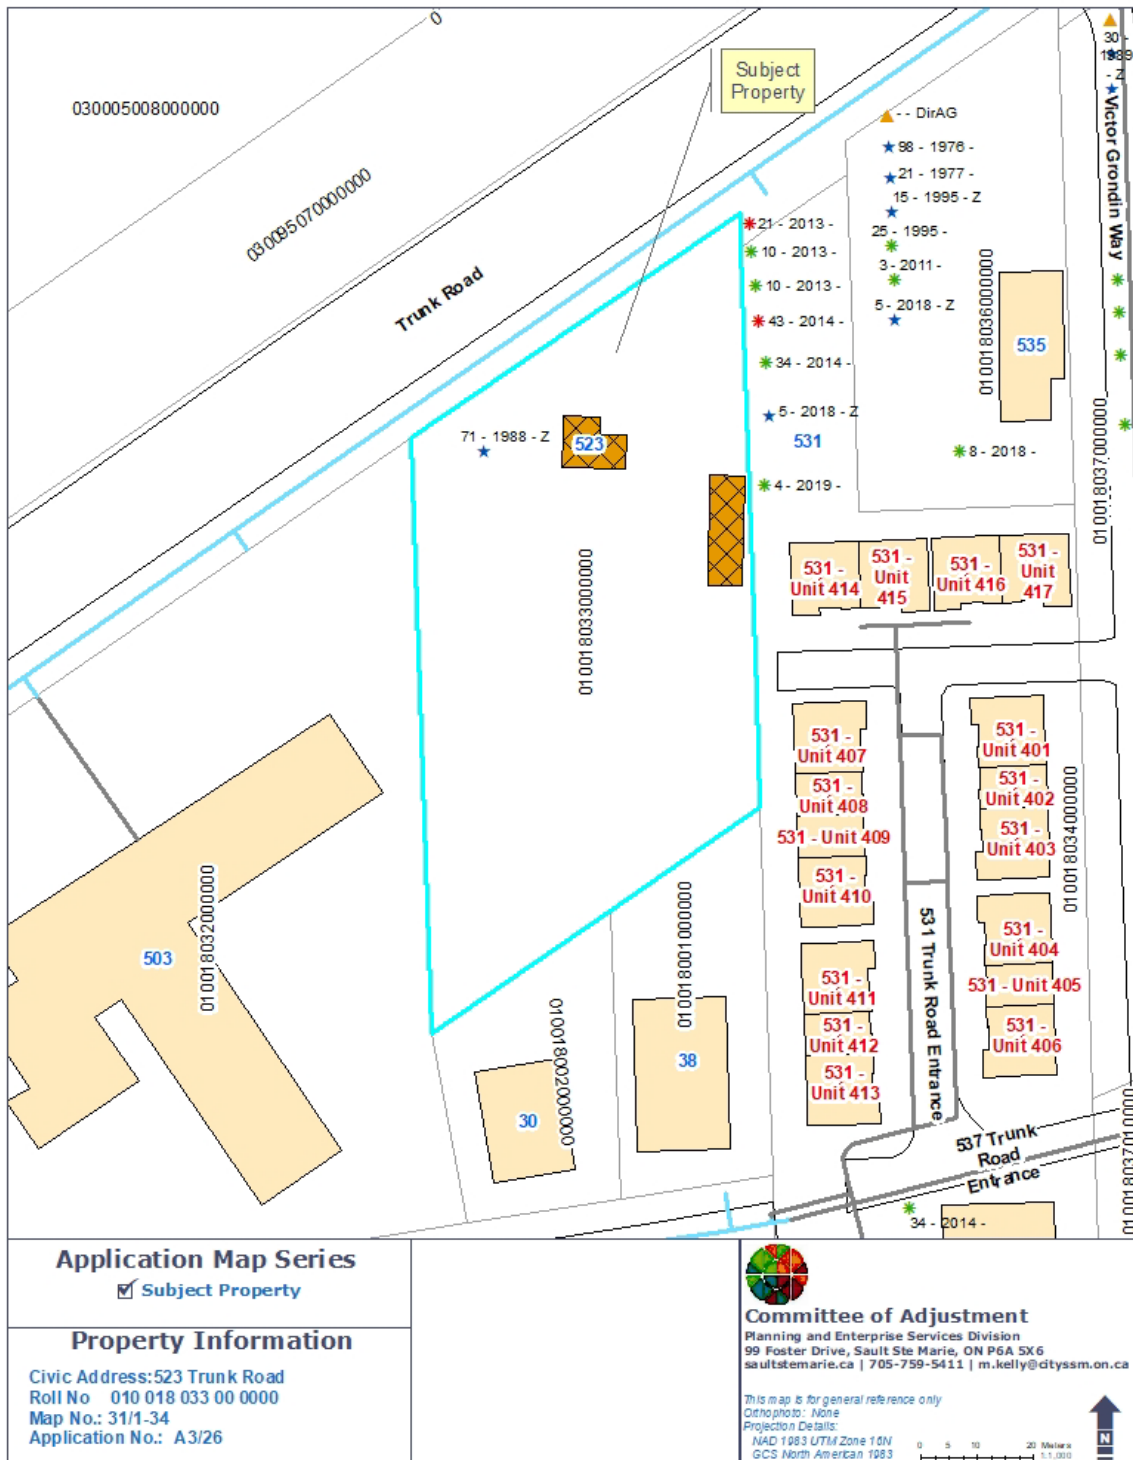 0
030005008000000
030095070000000
Trunk Road
Subject
Property
- - DirAG
98 - 1976 -
21 - 1977 -
15 - 1995 - Z
25 - 1995 -
3 - 2011 -
5 - 2018 - Z
30 -
1989
- Z
Victor Grondin Way
21 - 2013 -
10 - 2013 -
10 - 2013 -
43 - 2014 -
34 - 2014 -
5 - 2018 - Z
531
4 - 2019 -
8 - 2018 -
010018036000000
535
010018037000000
71 - 1988 - Z
523
010018033000000
531 -
Unit 414
531 -
Unit
415
531 -
Unit 416
531 -
Unit
417
531 -
Unit 407
531 -
Unit 408
531 - Unit 409
531 -
Unit 410
531 -
Unit 411
531 -
Unit 412
531 -
Unit 413
531 -
Unit 401
531 -
Unit 402
531 -
Unit 403
531 -
Unit 404
531 - Unit 405
531 -
Unit 406
010018034000000
531 Trunk Road Entrance
537 Trunk
Road
Entrance
34 - 2014 -
010018037010000
503
010018032000000
010018001000000
38
010018002000000
30
Application Map Series
Subject Property
Property Information
Civic Address:523 Trunk Road
Roll No 010 018 033 00 0000
Map No.: 31/1-34
Application No.: A3/26
Committee of Adjustment
Planning and Enterprise Services Division
99 Foster Drive, Sault Ste Marie, ON P6A 5X6
saultstemarie.ca | 705-759-5411 | m.kelly@cityssm.on.ca
This map is for general reference only
Orthophoto: None
Projection Details:
NAD 1983 UTM Zone 16N
GCS North American 1983
0 5 10 20 Meters
1:1,000
N